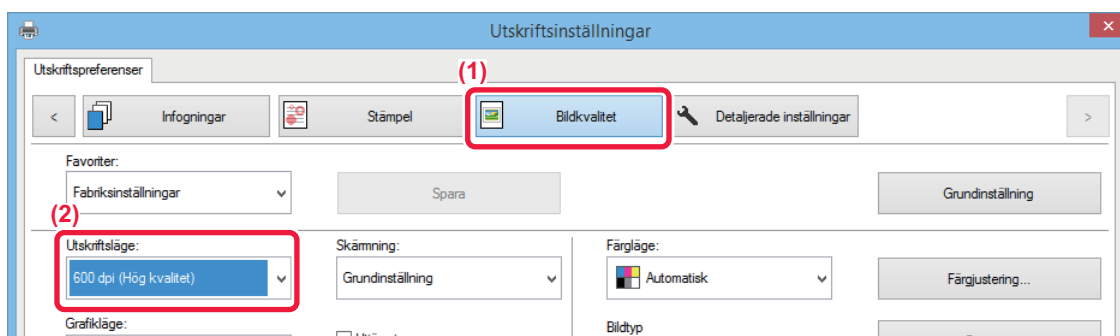 Utskriftsinställningar
Utskriftspreferenser
(1)
Infogningar
Stämpel
Bildkvalitet
Detaljerade inställningar
Favoriter:
Fabriksinställningar
Spara
Grundinställning
(2)
Utskriftsläge:
Skärmning:
Färgläge:
600 dpi (Hög kvalitet)
Grundinställning
Automatisk
Färgjustering...
Grafikläge:
Bildtyp